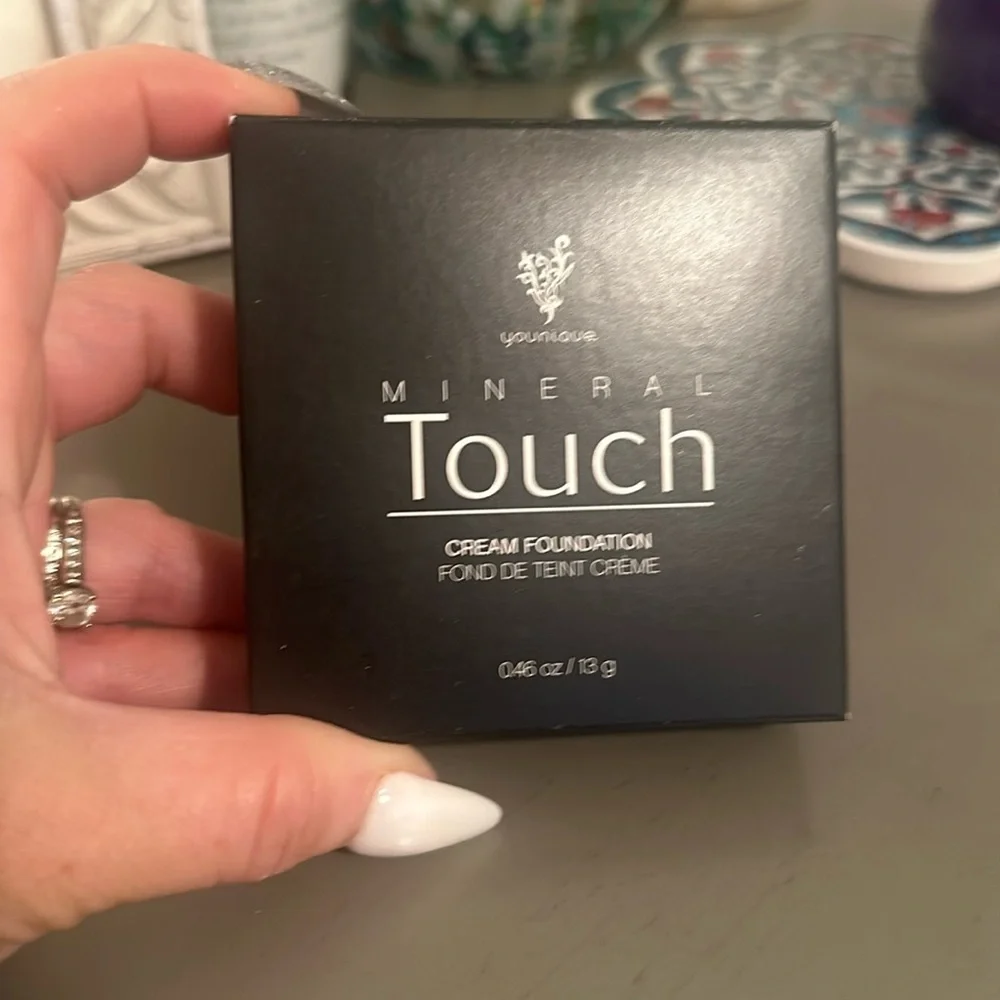 younique
MINERAL
Touch
CREAM FOUNDATION
FOND DE TEINT CRÈME
0.46 oz / 13 g